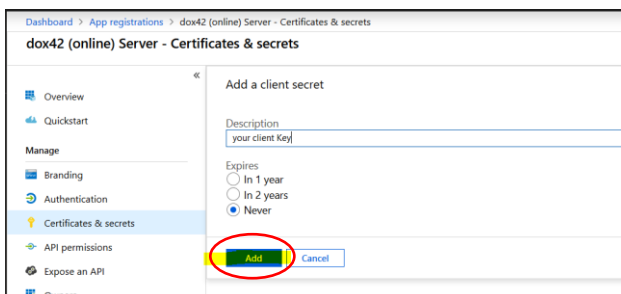 Dashboard > App registrations > dox42 (online) Server - Certificates & secrets
dox42 (online) Server - Certificates & secrets
«
Overview
Quickstart
Manage
Branding
Authentication
Certificates & secrets
API permissions
Expose an API
Add a client secret
Description
your client Key
Expires
In 1 year
In 2 years
Never
Add
Cancel